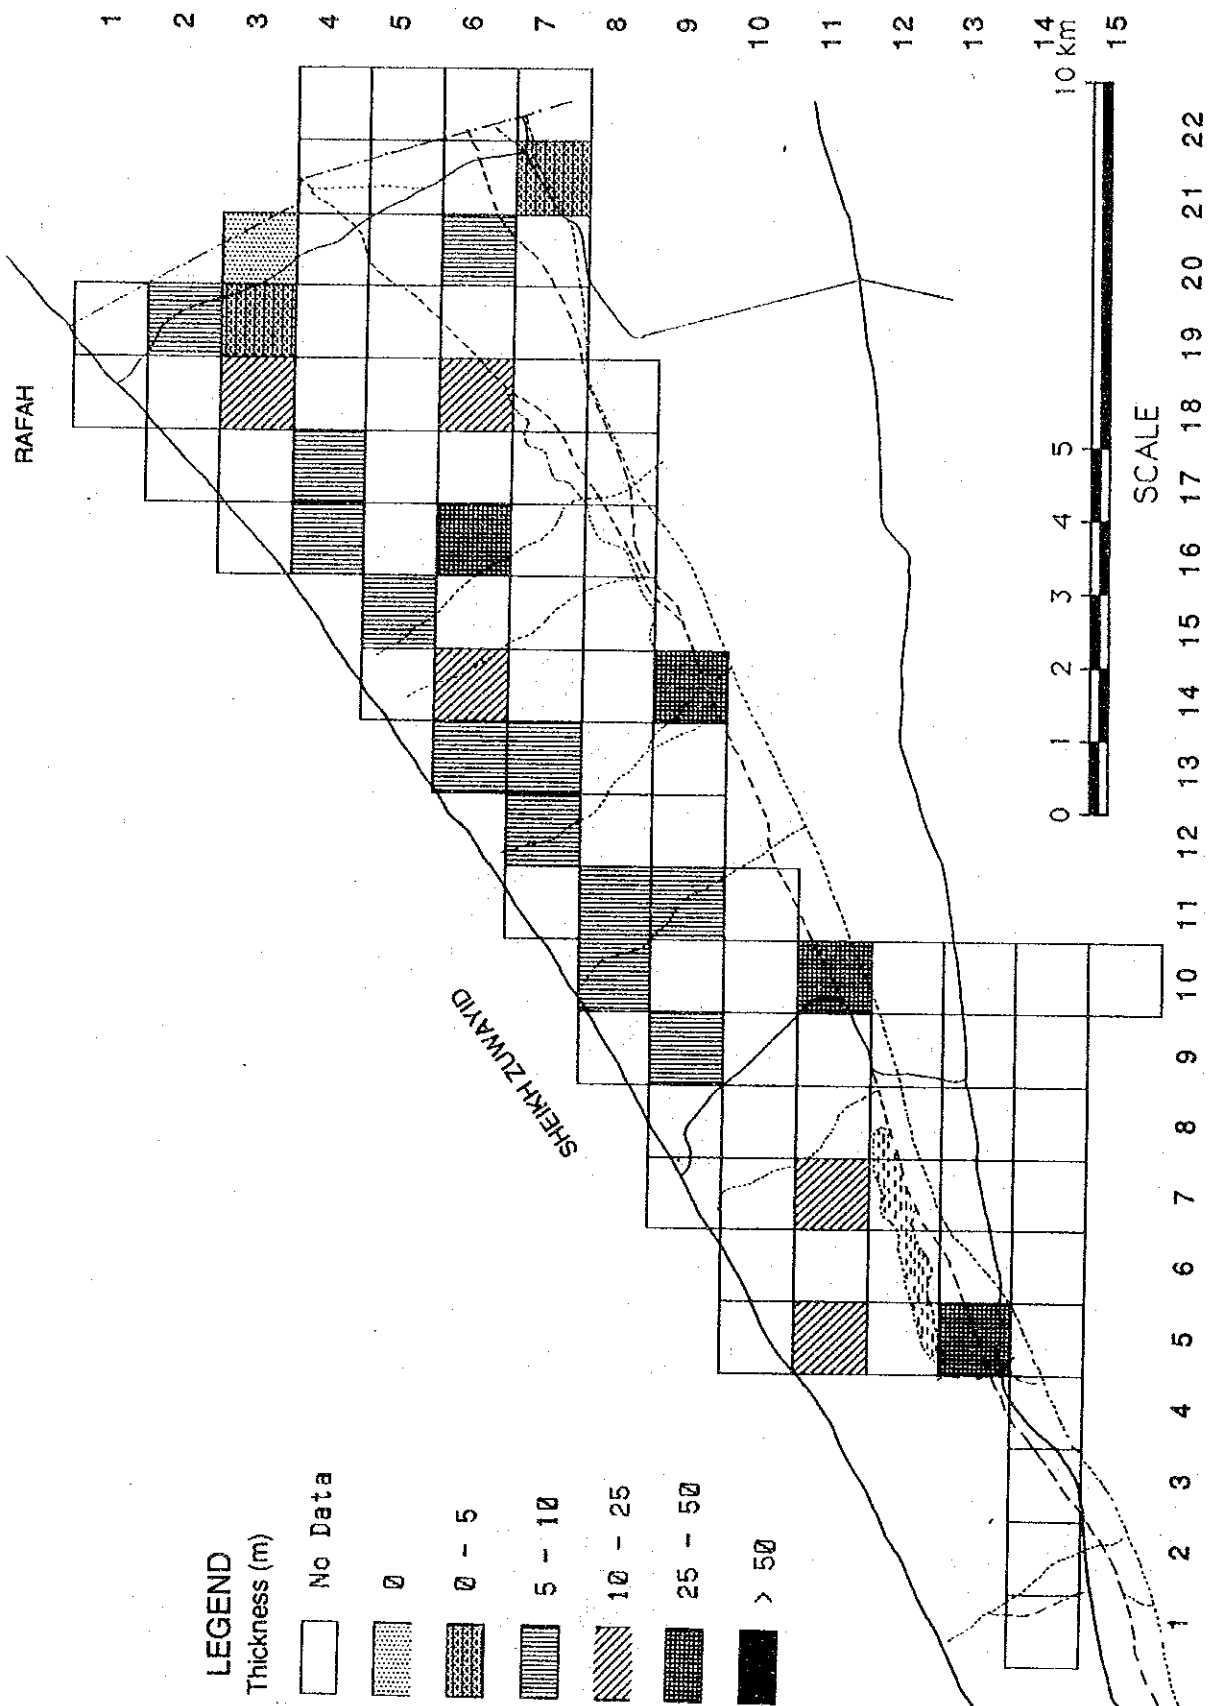 RAFAH
SHEIKH ZUWAYID
LEGEND
Thickness (m)
No Data
0
0 - 5
5 - 10
10 - 25
25 - 50
> 50
1 2 3 4 5 6 7 8 9 10 11 12 13 14 15
1 2 3 4 5 6 7 8 9 10 11 12 13 14 15 16 17 18 19 20 21 22
0 1 2 3 4 5 10 km
SCALE